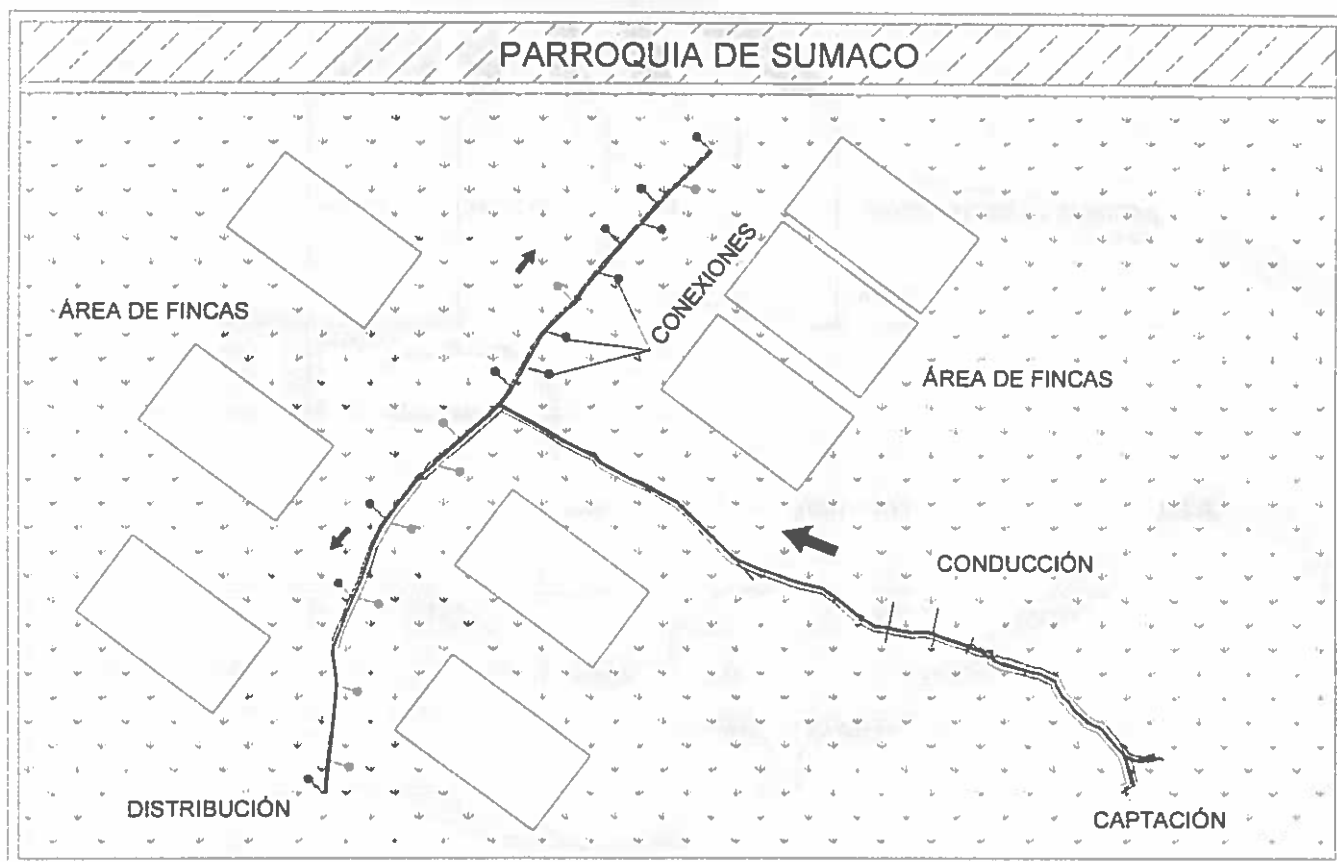 PARROQUIA DE SUMACO
CONEXIONES
ÁREA DE FINCAS
ÁREA DE FINCAS
CONDUCCIÓN
DISTRIBUCIÓN
CAPTACIÓN